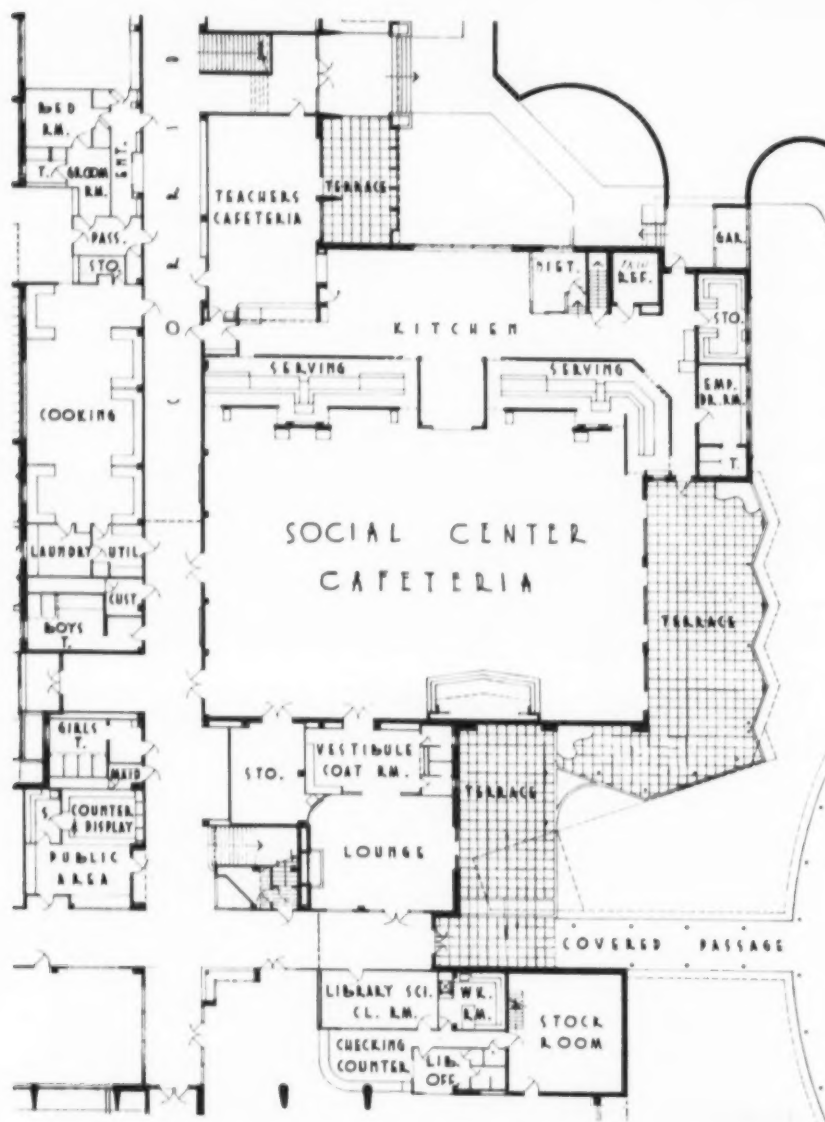 BED
RM.
T.
GROOM
RM.
ENT.
PASS.
STO.
CORRIDOR
TEACHERS
CAFETERIA
TERRACE
KITCHEN
DIET.
REF.
GAR.
STO.
SERVING
SERVING
EMP.
DR. RM.
T.
COOKING
LAUNDRY
UTIL.
CUST.
BOYS
T.
SOCIAL CENTER
CAFETERIA
TERRACE
GIRLS
T.
MAID
STO.
VESTIBULE
COAT RM.
TERRACE
S.
COUNTER
& DISPLAY
PUBLIC
AREA
LOUNGE
COVERED PASSAGE
LIBRARY SCI.
CL. RM.
WK.
RM.
STOCK
ROOM
CHECKING
COUNTER
LIB.
OFF.